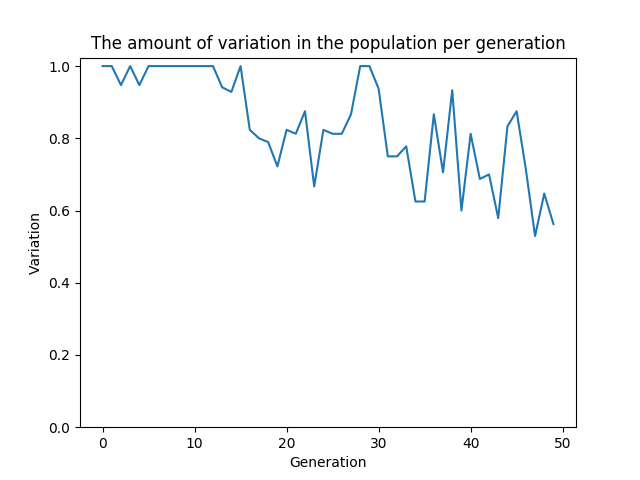 The amount of variation in the population per generation
1.0
0.8
0.6
0.4
0.2
0.0
Variation
0 10 20 30 40 50
Generation